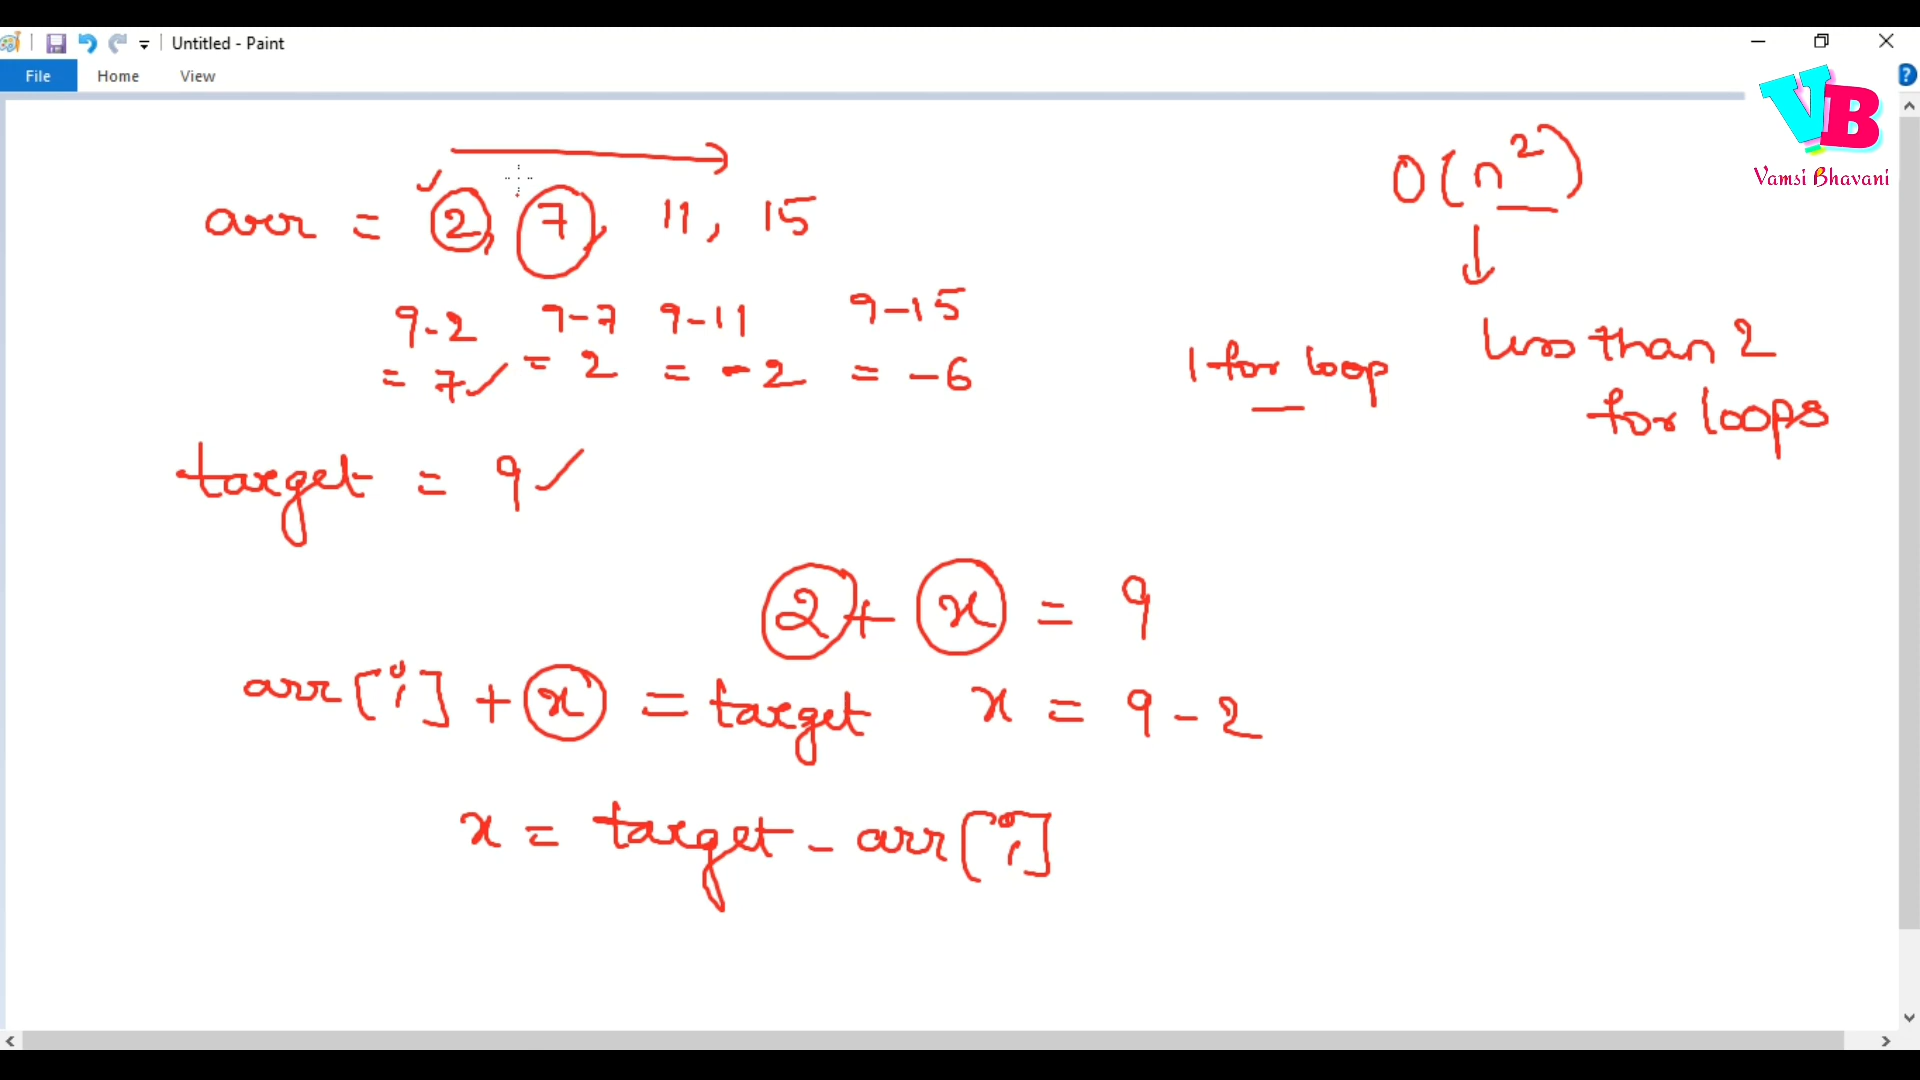 Untitled - Paint
File Home View
VB
Vamsi Bhavani
arr = 2, 7, 11, 15
O(n²)
9-2 9-7 9-11 9-15
= 7 = 2 = -2 = -6
1 for loop
less than 2
for loops
target = 9
2 + x = 9
arr[i] + x = target
x = 9 - 2
x = target - arr[i]